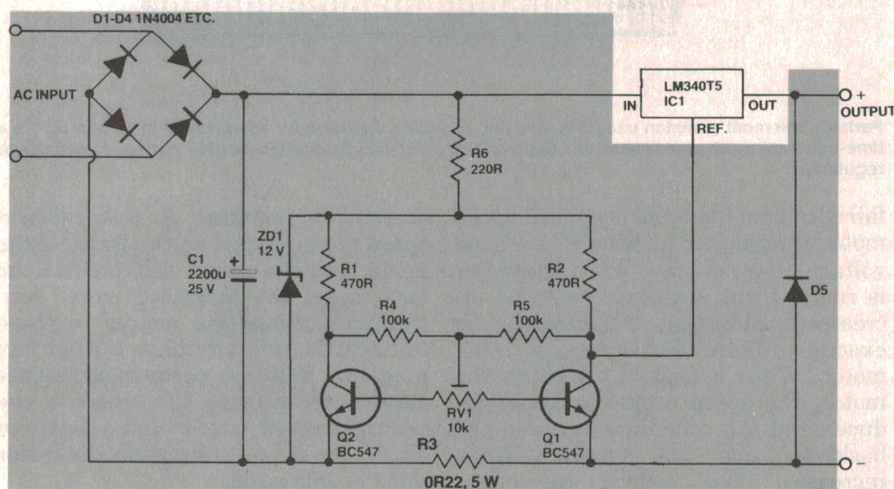 D1-D4 1N4004 ETC.
AC INPUT
LM340T5
IC1
IN
OUT
REF.
+
OUTPUT
R6
220R
ZD1
12 V
C1
2200u
25 V
+
R1
470R
R2
470R
R4
100k
R5
100k
D5
RV1
10k
Q2
BC547
Q1
BC547
R3
0R22, 5 W
−